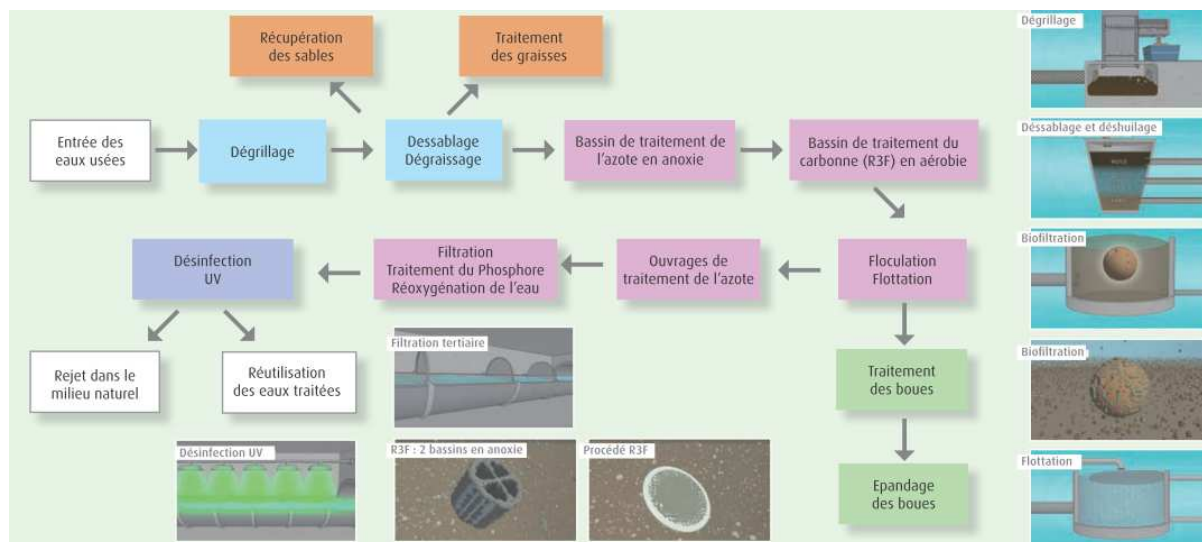 Récupération
des sables
Traitement
des graisses
Dégrillage
Entrée des
eaux usées
Dégrillage
Dessablage
Dégraissage
Bassin de traitement de
l'azote en anoxie
Bassin de traitement du
carbonne (R3F) en aérobie
Déssablage et déshuilage
Désinfection
UV
Filtration
Traitement du Phosphore
Réoxygénation de l'eau
Ouvrages de
traitement de l'azote
Floculation
Flottation
Biofiltration
Rejet dans le
milieu naturel
Réutilisation
des eaux traitées
Filtration tertiaire
Traitement
des boues
Biofiltration
Désinfection UV
R3F : 2 bassins en anoxie
Procédé R3F
Epandage
des boues
Flottation